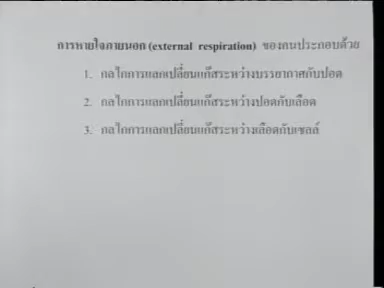 การหายใจภายนอก (external respiration) ของคนประกอบด้วย
1. กลไกการแลกเปลี่ยนแก๊สระหว่างบรรยากาศกับปอด
2. กลไกการแลกเปลี่ยนแก๊สระหว่างปอดกับเลือด
3. กลไกการแลกเปลี่ยนแก๊สระหว่างเลือดกับเซลล์